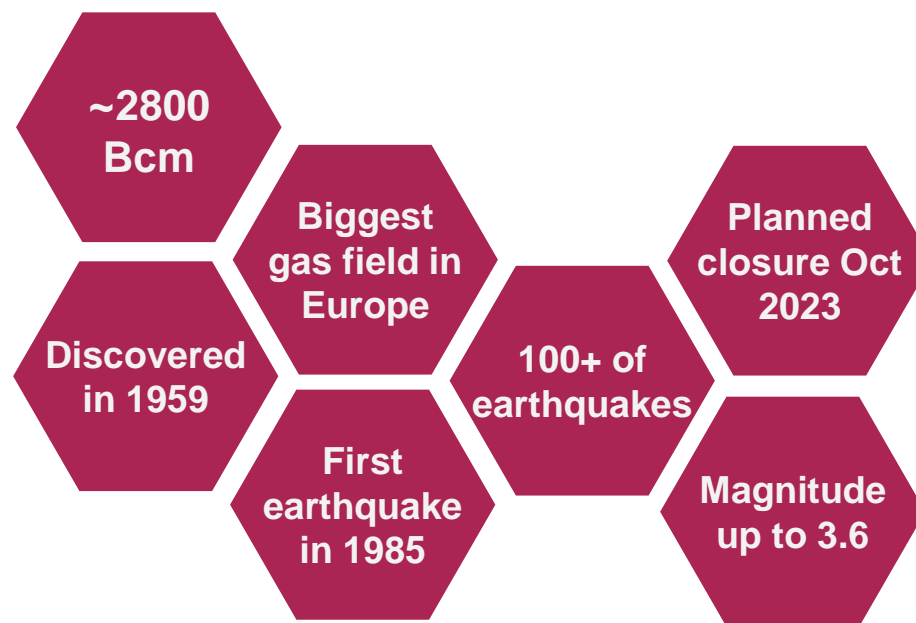 ~2800
Bcm
Biggest
gas field in
Europe
Planned
closure Oct
2023
Discovered
in 1959
100+ of
earthquakes
First
earthquake
in 1985
Magnitude
up to 3.6